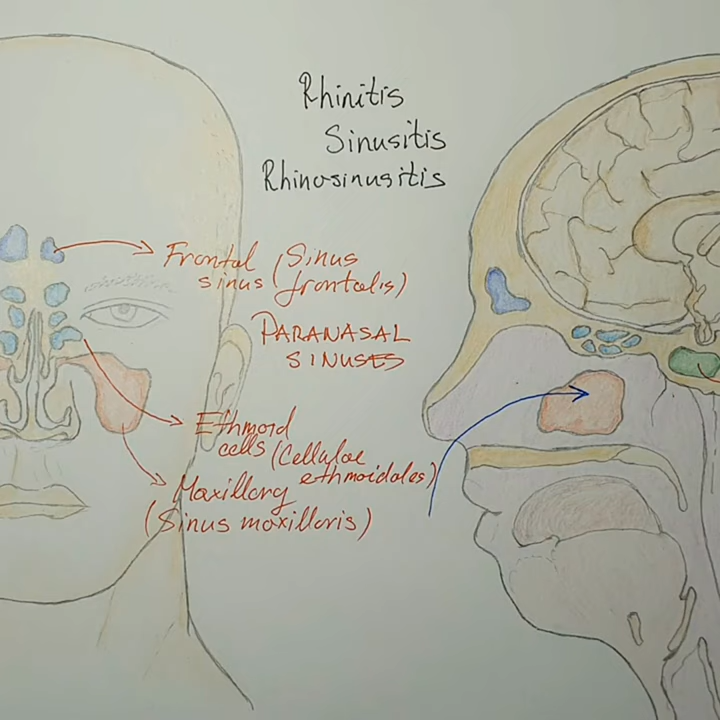 Rhinitis
Sinusitis
Rhinosinusitis
Frontal (Sinus
sinus frontalis)
PARANASAL
SINUSES
Ethmoid
cells (Cellulae
ethmoidales)
Maxillary
(Sinus maxillaris)